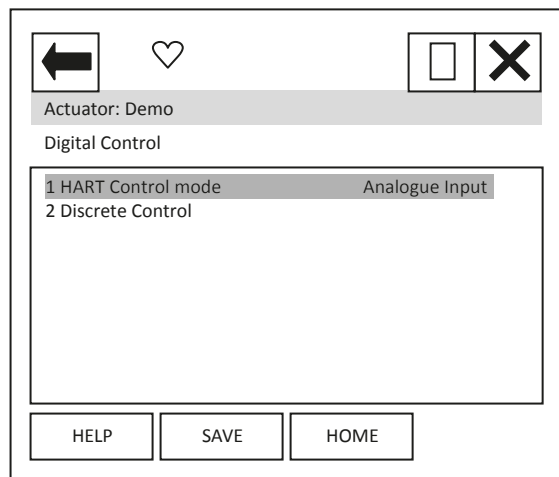 Actuator: Demo
Digital Control
1 HART Control mode Analogue Input
2 Discrete Control
HELP SAVE HOME